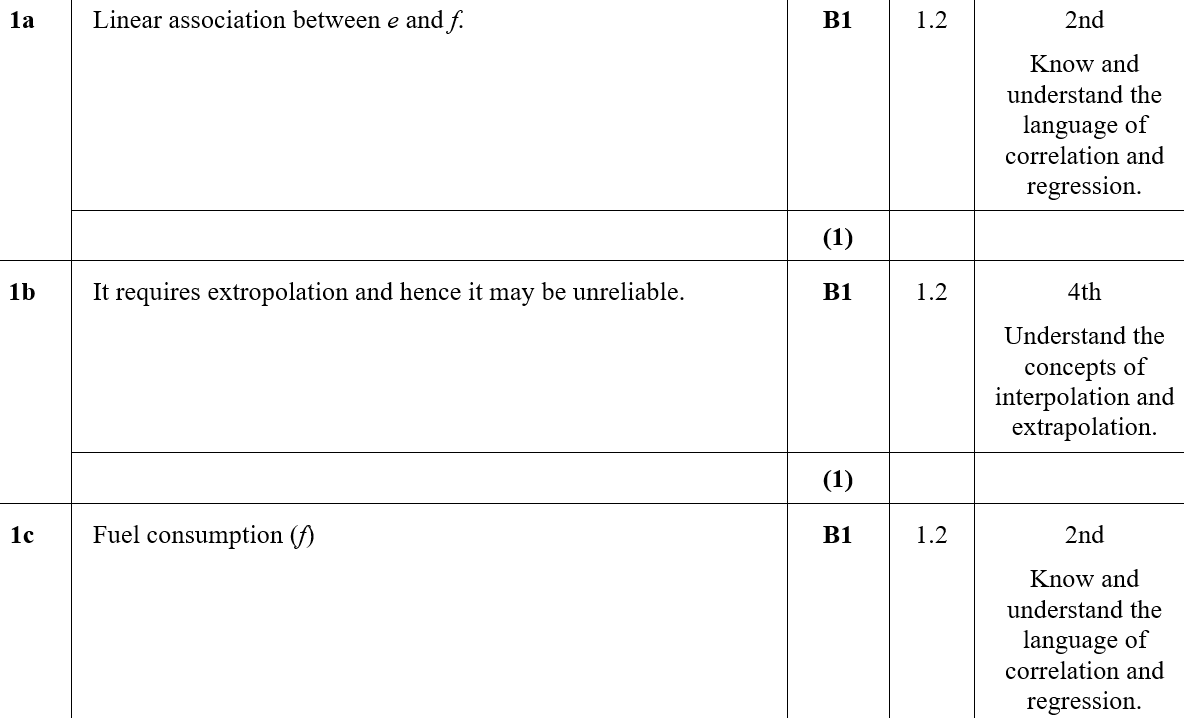 1a Linear association between e and f. B1 1.2 2nd
Know and
understand the
language of
correlation and
regression.
(1)
1b It requires extropolation and hence it may be unreliable. B1 1.2 4th
Understand the
concepts of
interpolation and
extrapolation.
(1)
1c Fuel consumption (f) B1 1.2 2nd
Know and
understand the
language of
correlation and
regression.